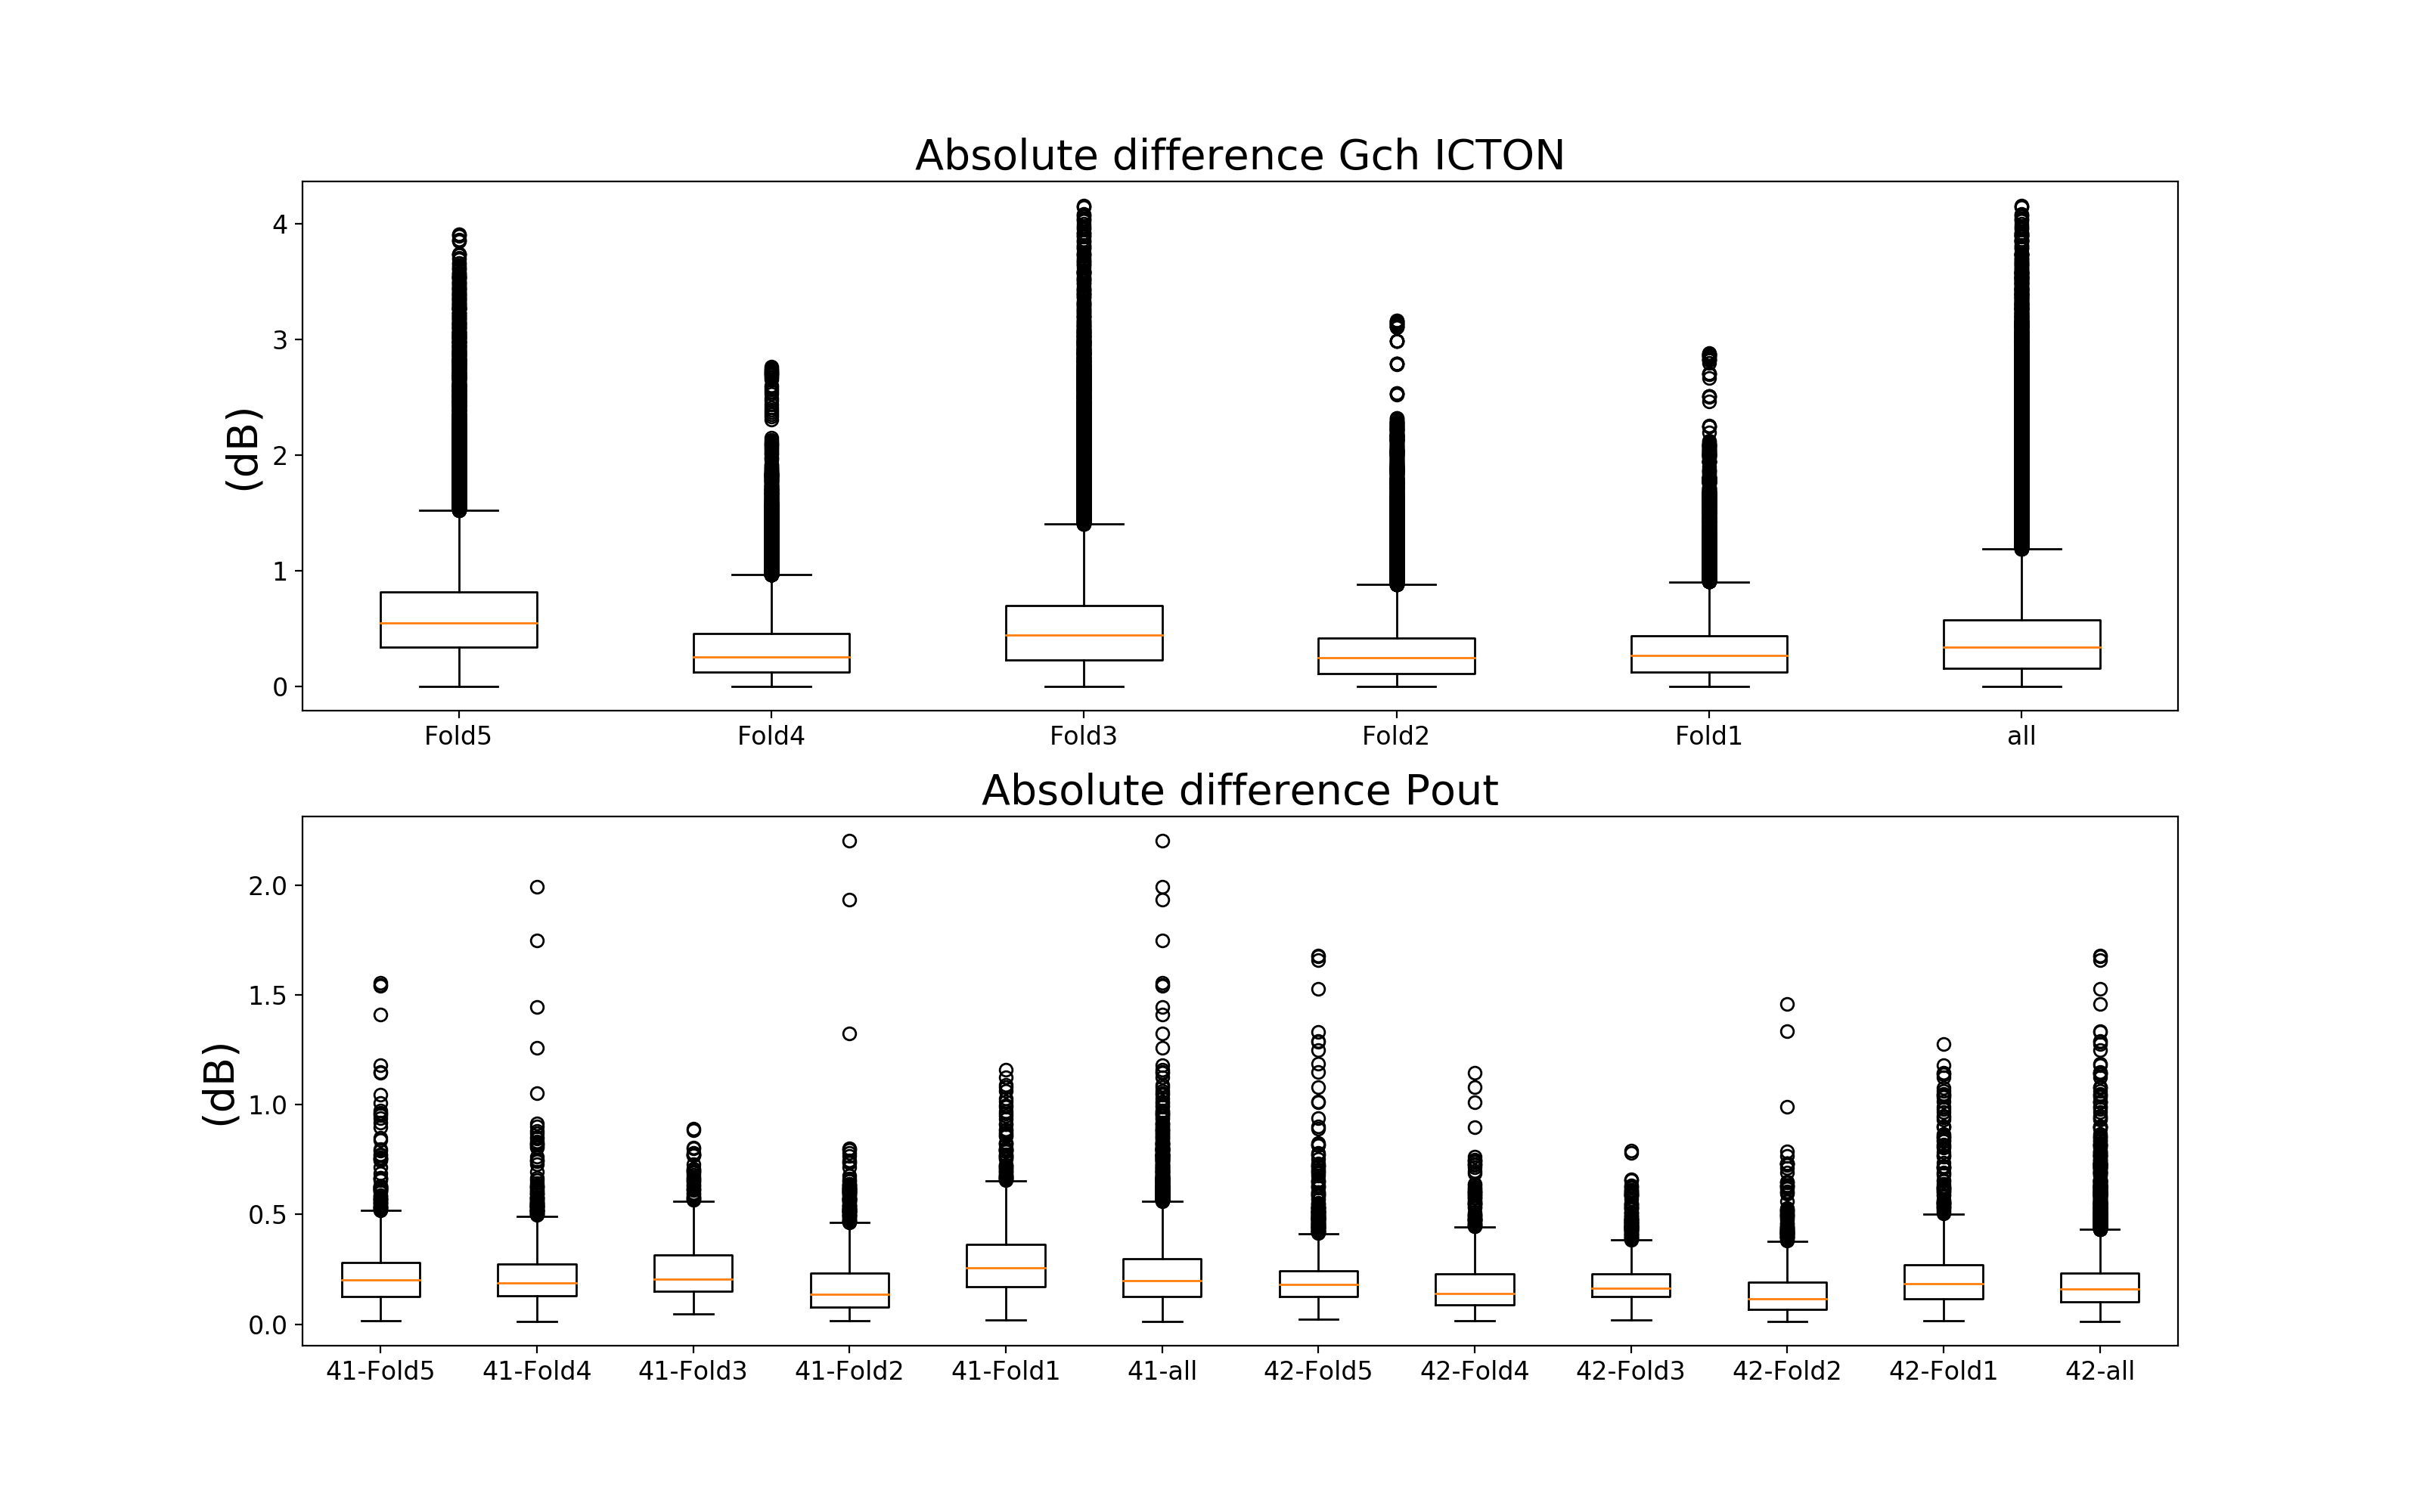 Absolute difference Gch ICTON
(dB)
4
3
2
1
0
Fold5 Fold4 Fold3 Fold2 Fold1 all
Absolute difference Pout
(dB)
2.0
1.5
1.0
0.5
0.0
41-Fold5 41-Fold4 41-Fold3 41-Fold2 41-Fold1 41-all 42-Fold5 42-Fold4 42-Fold3 42-Fold2 42-Fold1 42-all